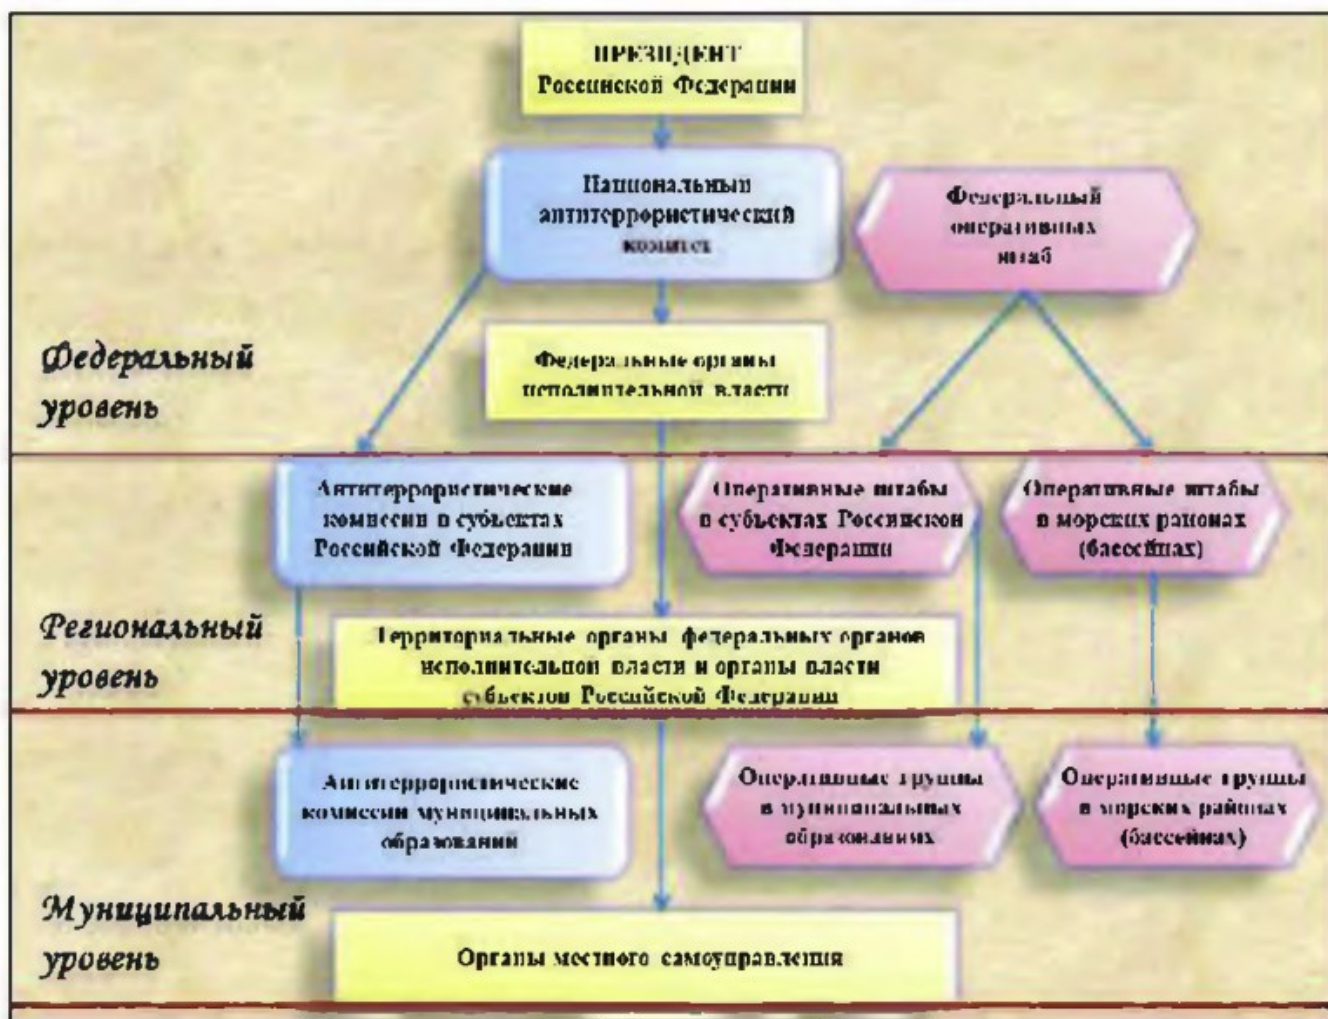 ПРЕЗИДЕНТ
Российской Федерации
Национальный
антитеррористический
комитет
Федеральный
оперативных
штаб
Федеральный
уровень
Федеральные органы
исполнительной власти
Антитеррористические
комиссии в субъектах
Российской Федерации
Оперативные штабы
в субъектах Российской
Федерации
Оперативные штабы
в морских районах
(бассейнах)
Региональный
уровень
Территориальные органы федеральных органов
исполнительной власти и органы власти
субъектов Российской Федерации
Антитеррористические
комиссии муниципальных
образований
Оперативные группы
в муниципальных
образованиях
Оперативные группы
в морских районах
(бассейнах)
Муниципальный
уровень
Органы местного самоуправления